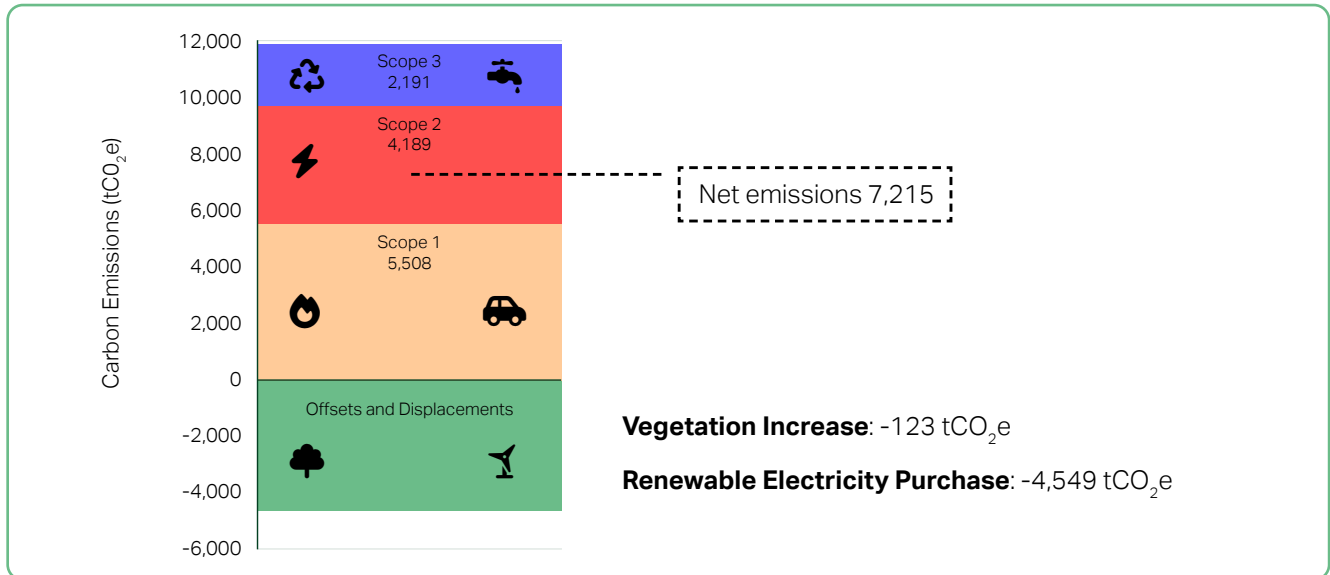 12,000
10,000
8,000
6,000
4,000
2,000
0
-2,000
-4,000
-6,000
Carbon Emissions (tC0₂e)
Scope 3
2,191
Scope 2
4,189
Scope 1
5,508
Offsets and Displacements
Net emissions 7,215
Vegetation Increase: -123 tCO₂e
Renewable Electricity Purchase: -4,549 tCO₂e